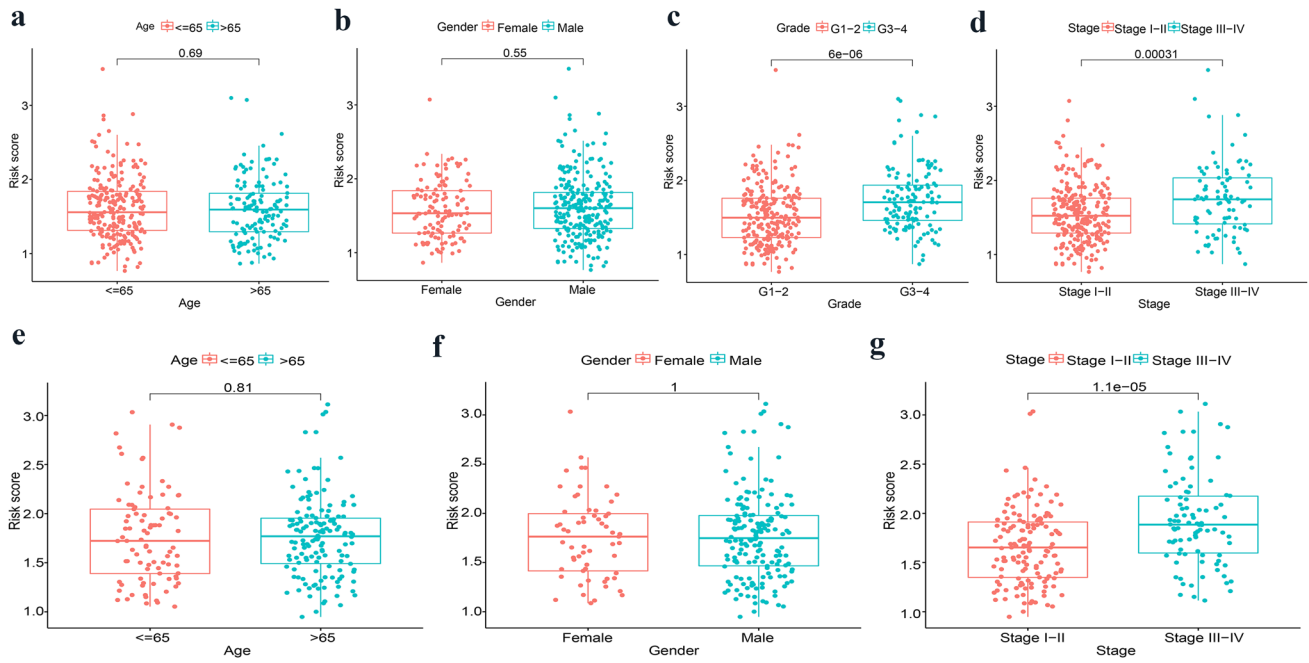 a
Age <=65 >65
0.69
Risk score
3
2
1
<=65 >65
Age
b
Gender Female Male
0.55
Risk score
3
2
1
Female Male
Gender
c
Grade G1−2 G3−4
6e−06
Risk score
3
2
1
G1−2 G3−4
Grade
d
Stage Stage I−II Stage III−IV
0.00031
Risk score
3
2
1
Stage I−II Stage III−IV
Stage
e
Age <=65 >65
0.81
Risk score
3.0
2.5
2.0
1.5
1.0
<=65 >65
Age
f
Gender Female Male
1
Risk score
3.0
2.5
2.0
1.5
1.0
Female Male
Gender
g
Stage Stage I−II Stage III−IV
1.1e−05
Risk score
3.0
2.5
2.0
1.5
1.0
Stage I−II Stage III−IV
Stage